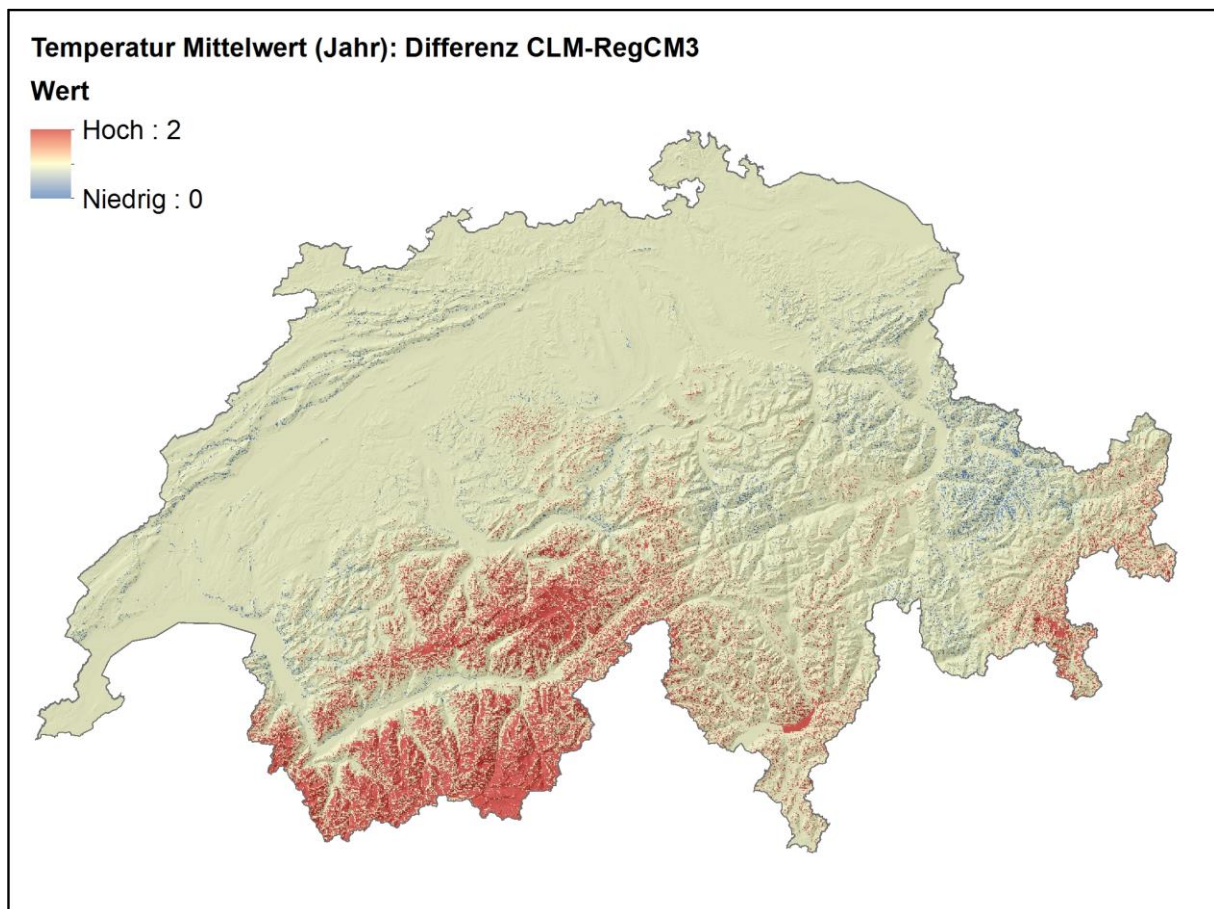 Temperatur Mittelwert (Jahr): Differenz CLM-RegCM3
Wert
Hoch : 2
Niedrig : 0